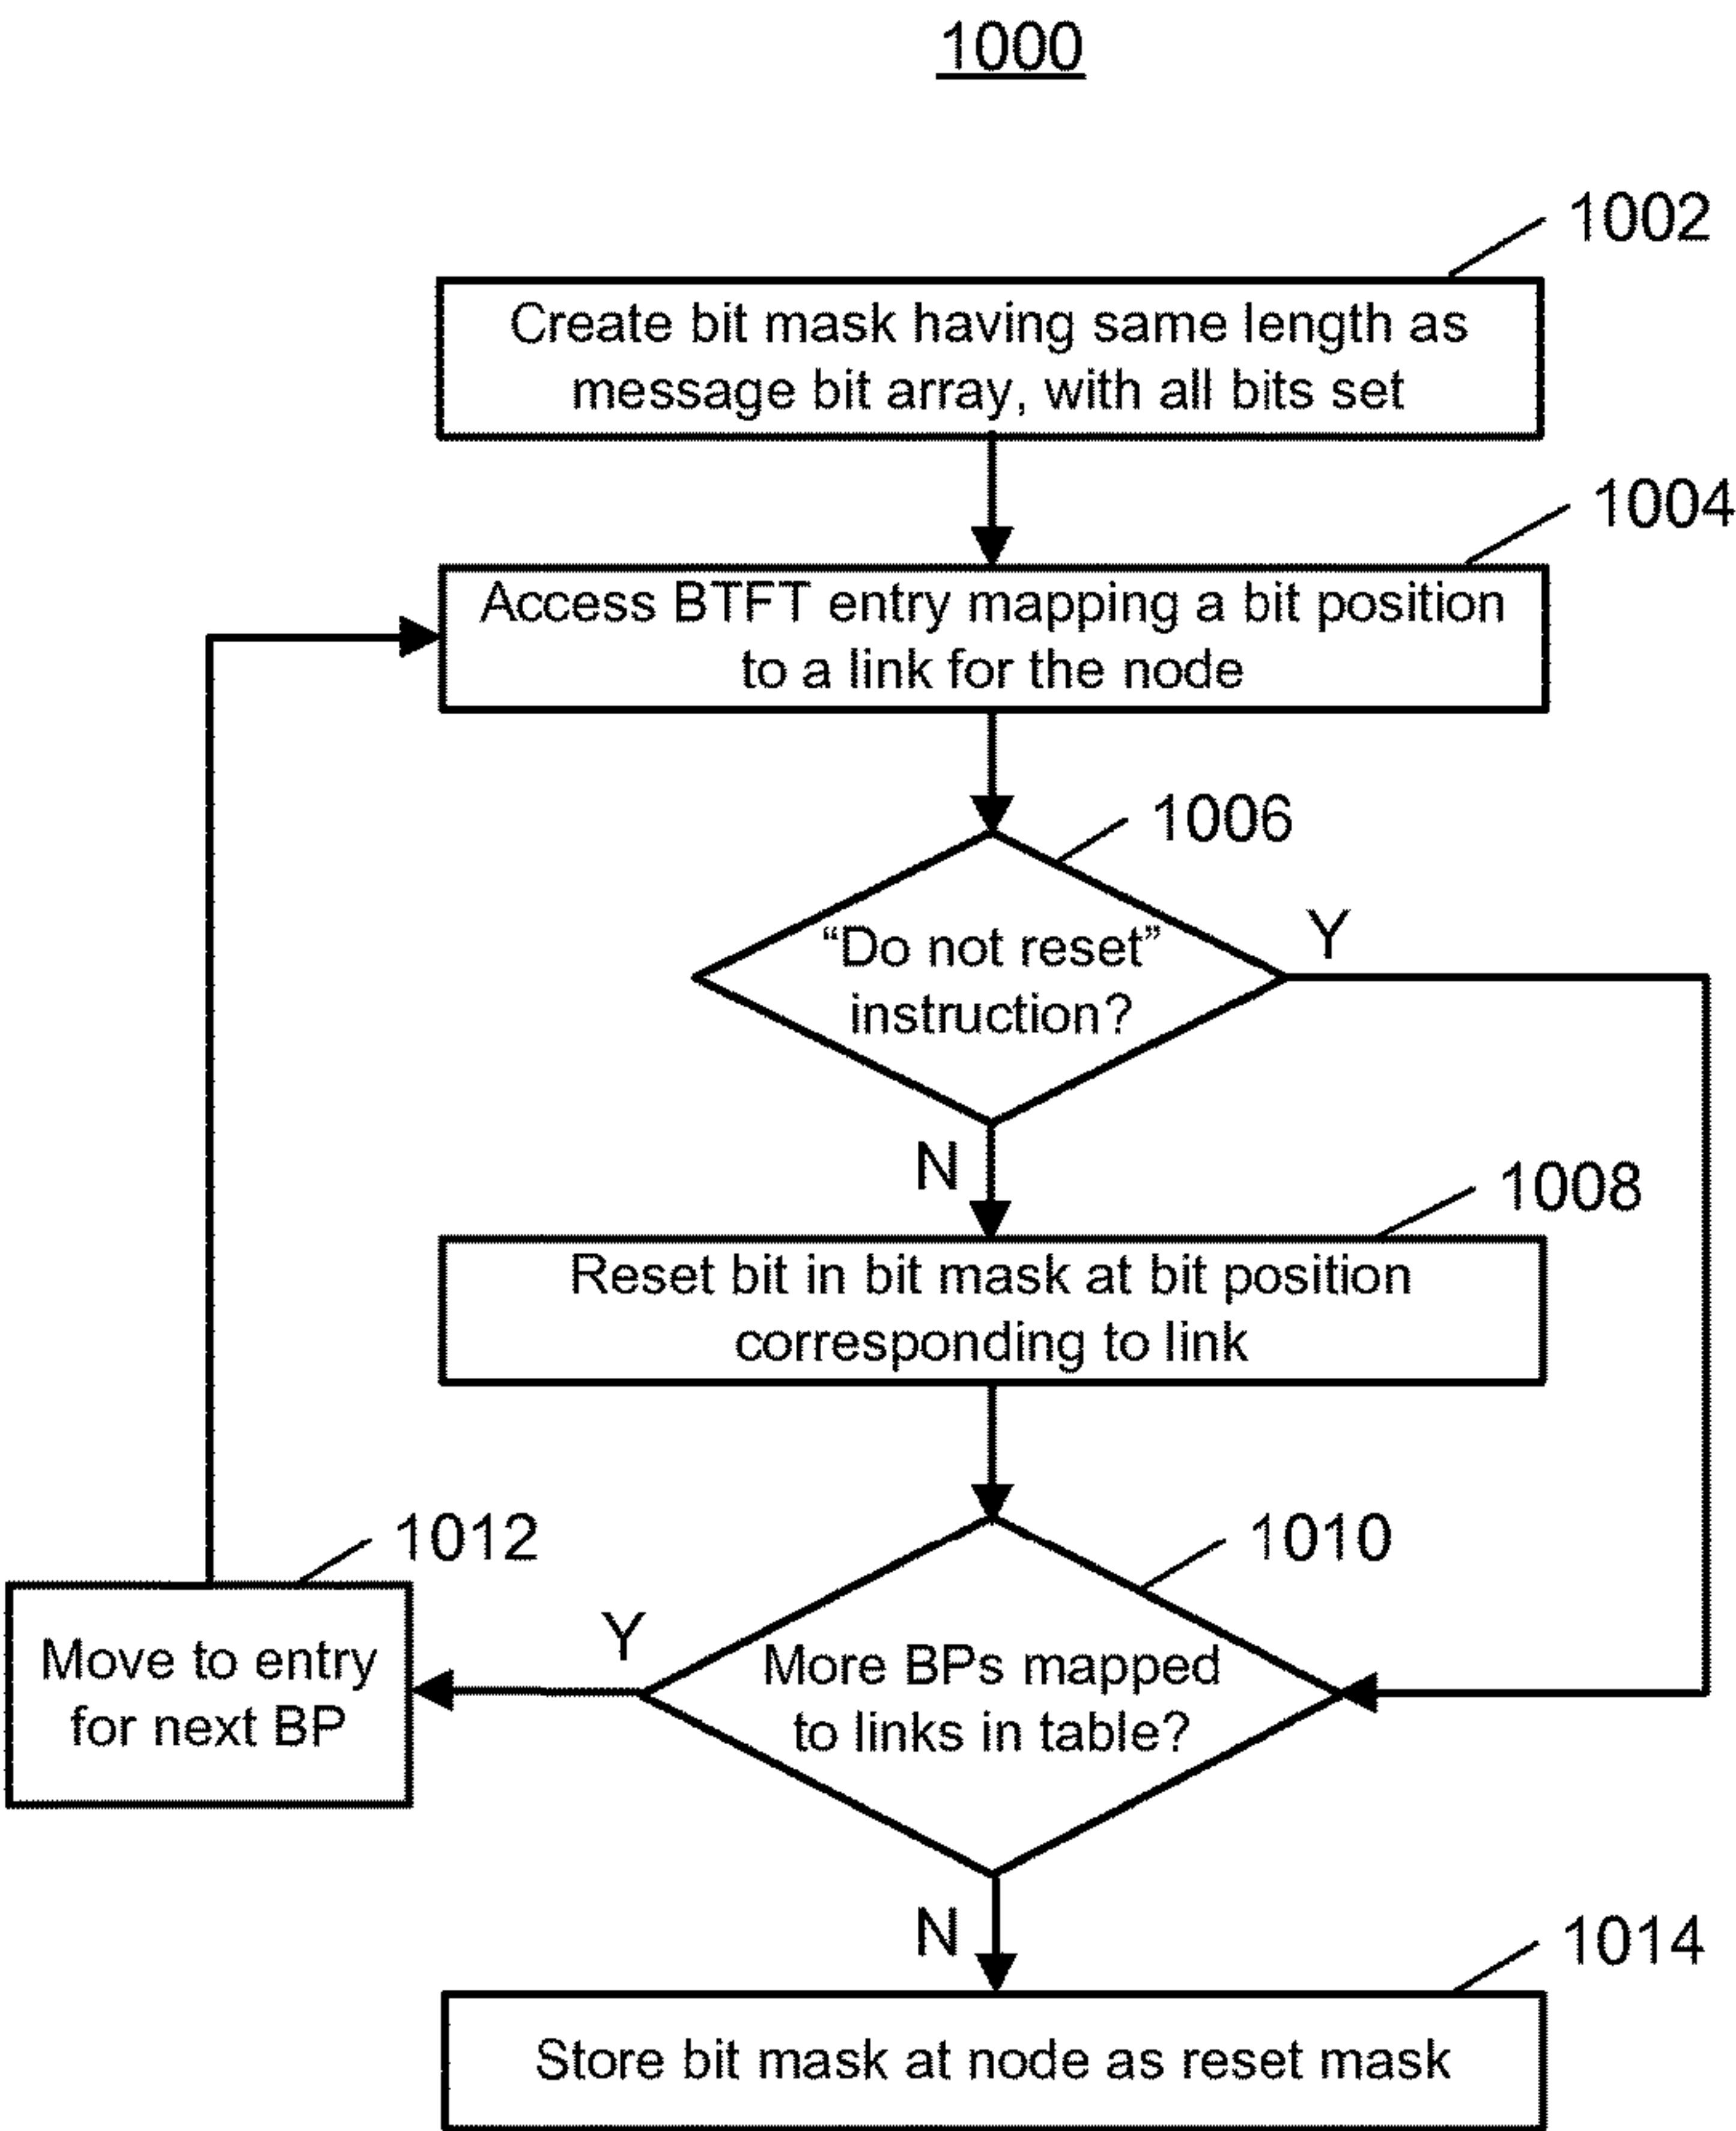 1000
1002
Create bit mask having same length as
message bit array, with all bits set
1004
Access BTFT entry mapping a bit position
to a link for the node
1006
“Do not reset”
instruction?
Y
N
1008
Reset bit in bit mask at bit position
corresponding to link
1012
1010
Move to entry
for next BP
Y
More BPs mapped
to links in table?
N
1014
Store bit mask at node as reset mask